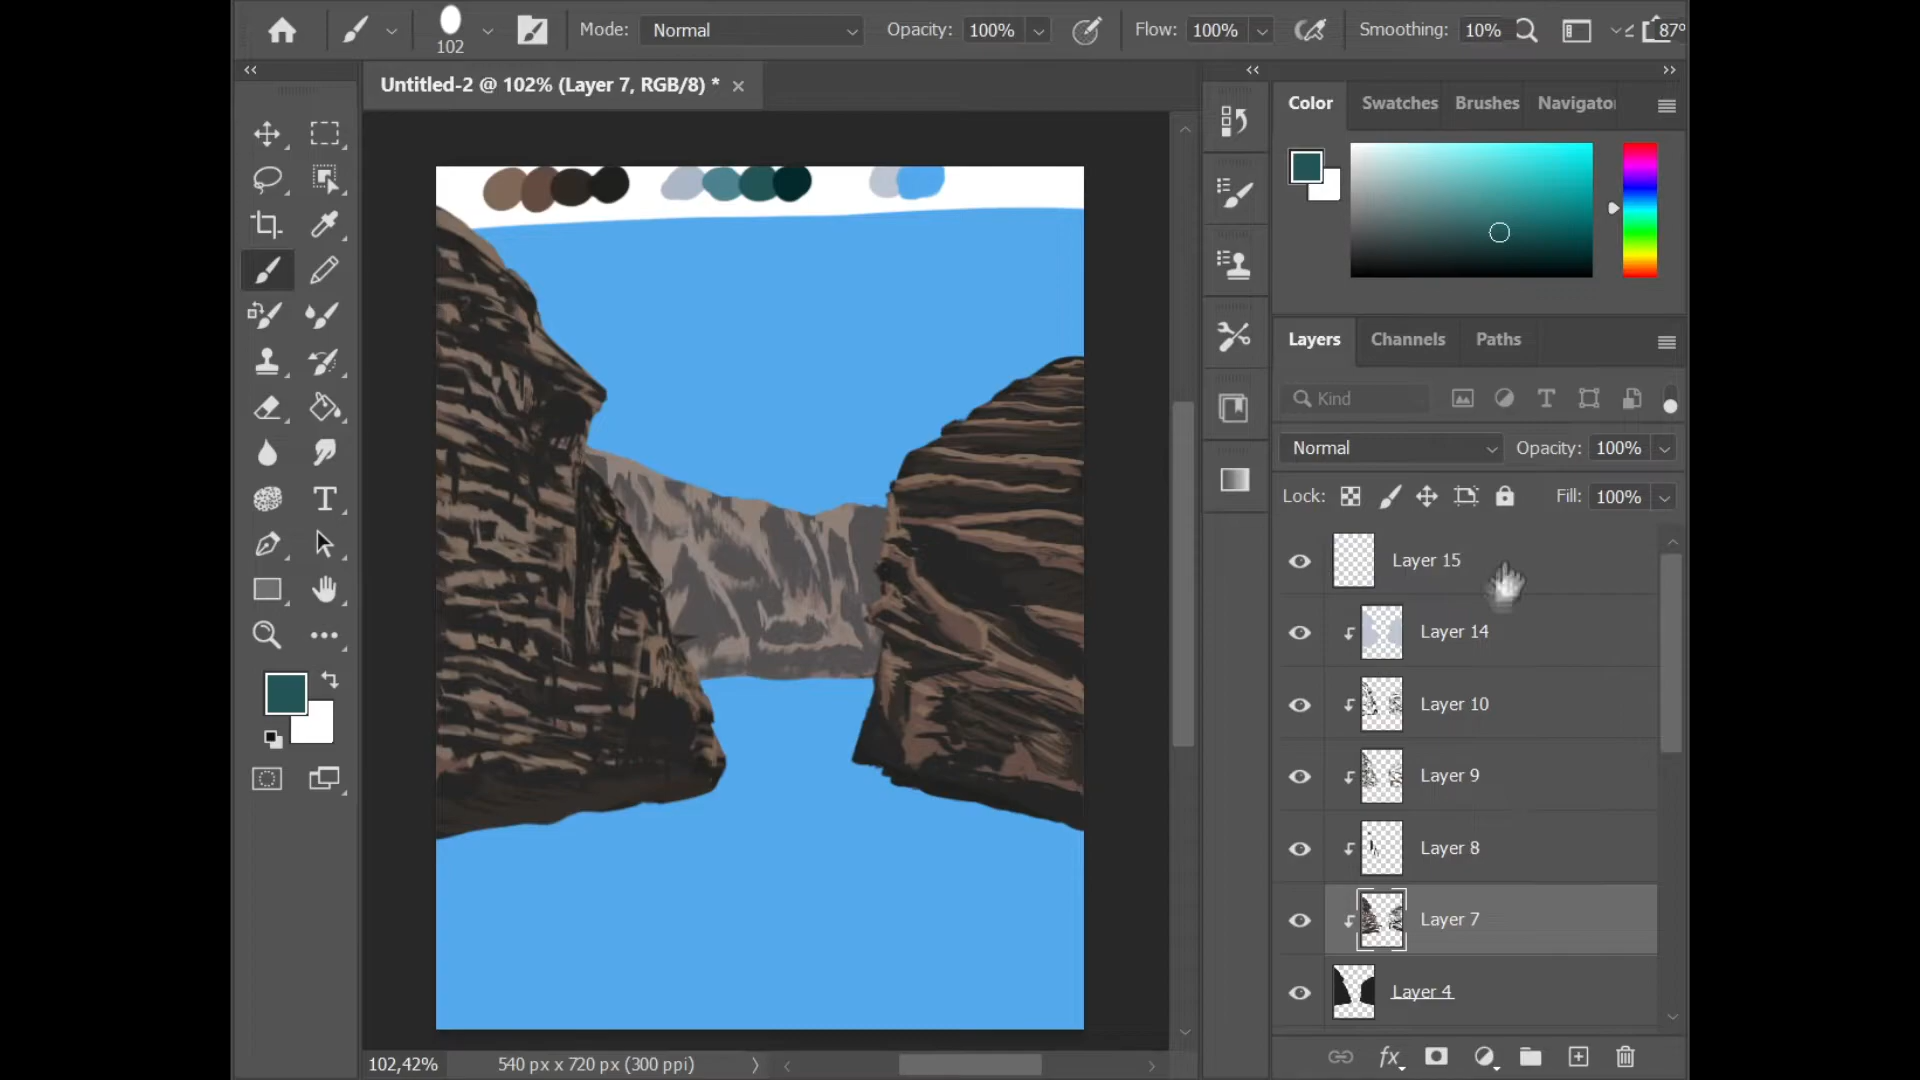 102
Mode: Normal Opacity: 100% Flow: 100% Smoothing: 10% 87°
Untitled-2 @ 102% (Layer 7, RGB/8) *
Color Swatches Brushes Navigator
Layers Channels Paths
Kind
Normal Opacity: 100%
Lock: Fill: 100%
Layer 15
Layer 14
Layer 10
Layer 9
Layer 8
Layer 7
Layer 4
102,42% 540 px x 720 px (300 ppi)
fx